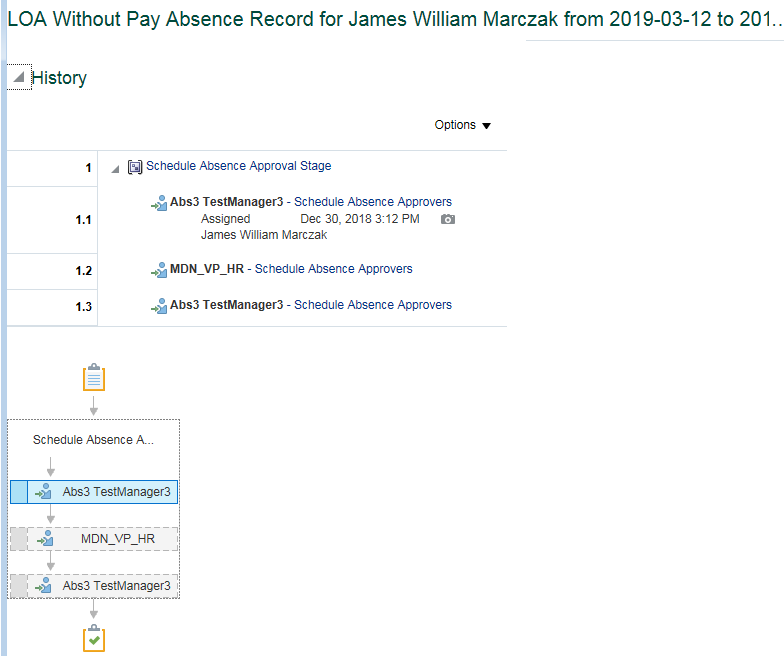 LOA Without Pay Absence Record for James William Marczak from 2019-03-12 to 201...
History
Options
1 Schedule Absence Approval Stage
1.1 Abs3 TestManager3 - Schedule Absence Approvers
Assigned Dec 30, 2018 3:12 PM
James William Marczak
1.2 MDN_VP_HR - Schedule Absence Approvers
1.3 Abs3 TestManager3 - Schedule Absence Approvers
Schedule Absence A...
Abs3 TestManager3
MDN_VP_HR
Abs3 TestManager3